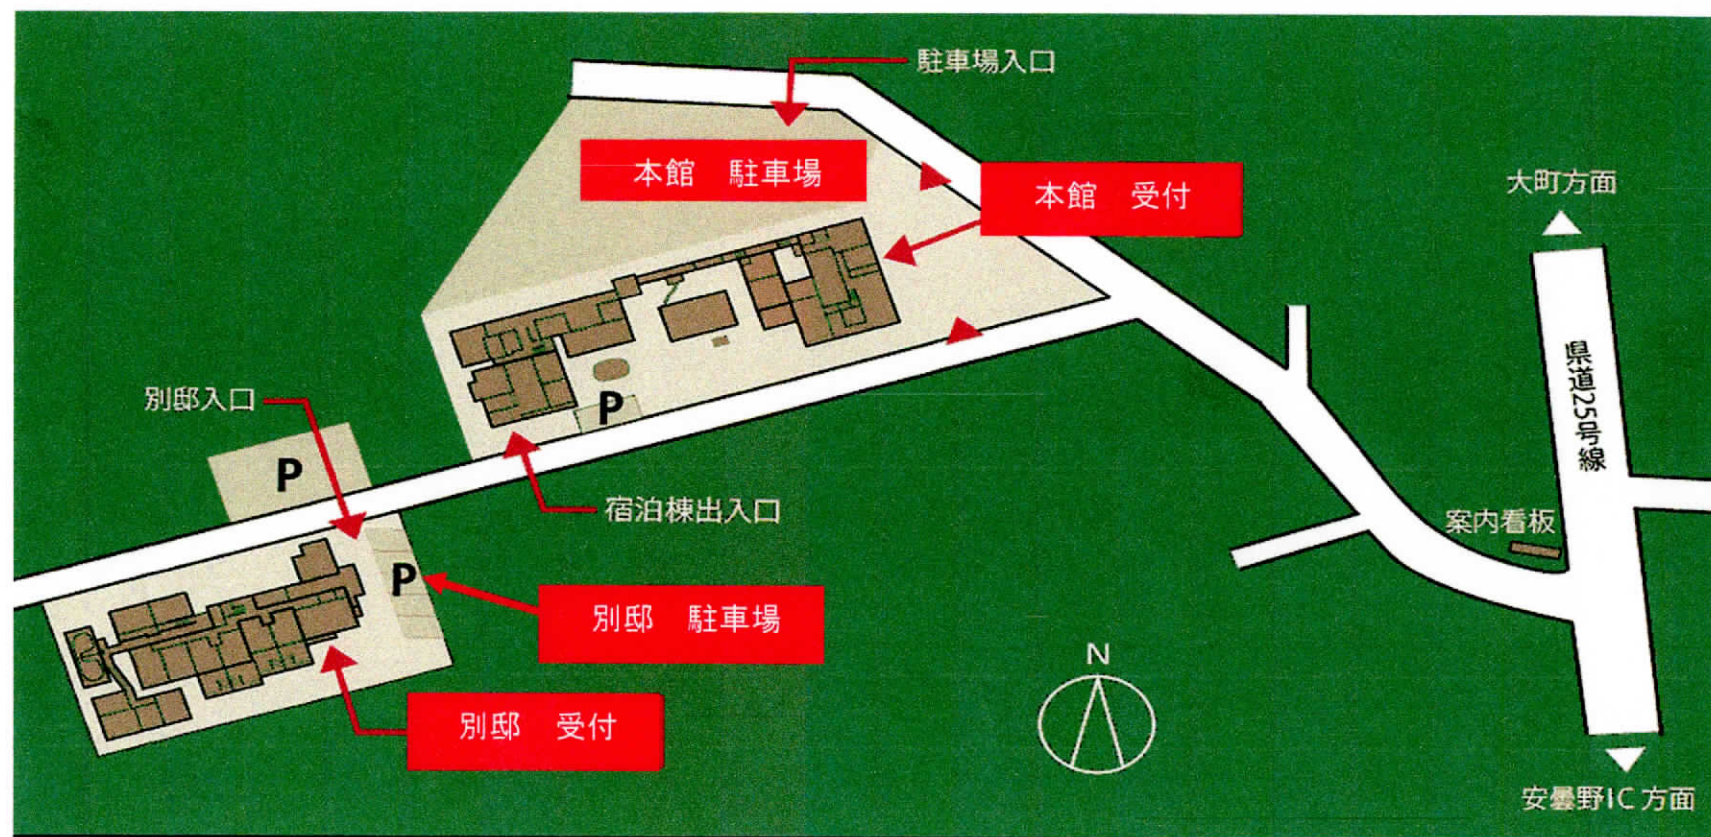 駐車場入口
本館 駐車場
本館 受付
大町方面
県道25号線
別邸入口
P
P
宿泊棟出入口
案内看板
P
別邸 駐車場
別邸 受付
N
安曇野IC方面